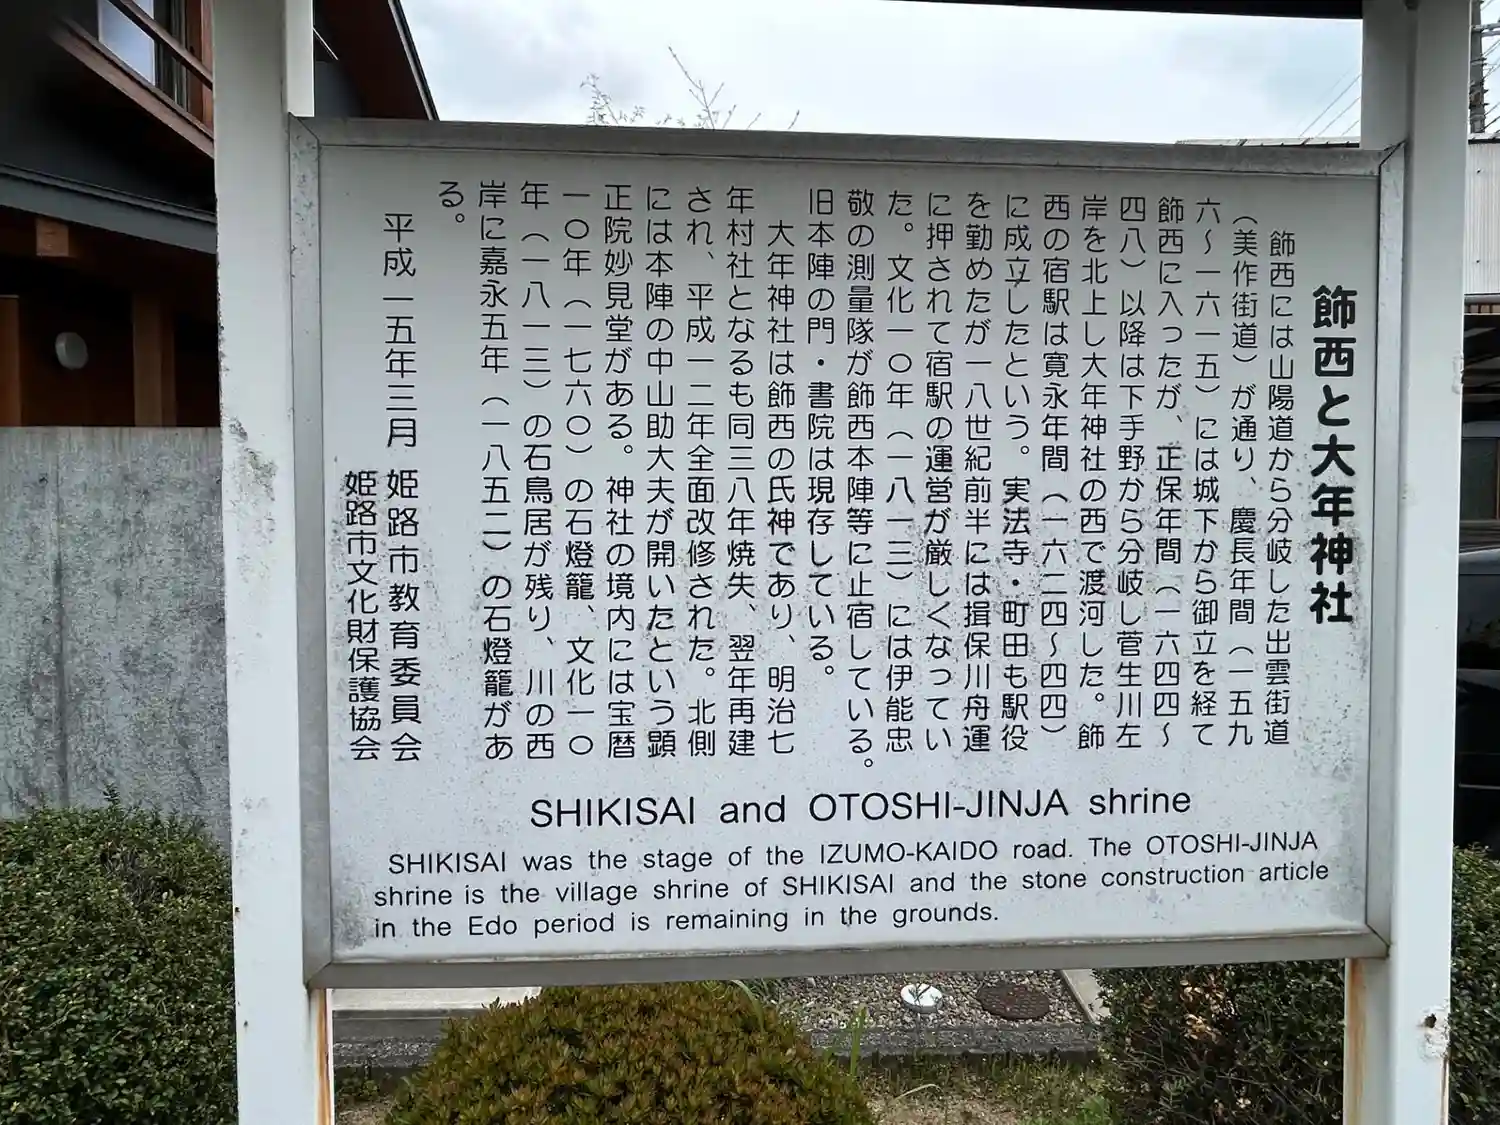 飾西と大年神社
飾西には山陽道から分岐した出雲街道
（美作街道）が通り、慶長年間（一五九
六～一六一五）には城下から御立を経て
飾西に入ったが、正保年間（一六四四～
四八）以降は下手野から分岐し菅生川左
岸を北上し大年神社の西で渡河した。飾
西の宿駅は寛永年間（一六二四～四四）
に成立したという。実法寺・町田も駅役
を勤めたが一八世紀前半には揖保川舟運
に押されて宿駅の運営が厳しくなってい
た。文化一〇年（一八一三）には伊能忠
敬の測量隊が飾西本陣等に止宿している。
旧本陣の門・書院は現存している。
大年神社は飾西の氏神であり、明治七
年村社となるも同三八年焼失、翌年再建
され、平成一二年全面改修された。北側
には本陣の中山助大夫が開いたという顕
正院妙見堂がある。神社の境内には宝暦
一〇年（一七六〇）の石燈籠、文化一〇
年（一八一三）の石鳥居が残り、川の西
岸に嘉永五年（一八五二）の石燈籠があ
る。
平成一五年三月 姫路市教育委員会
姫路市文化財保護協会
SHIKISAI and OTOSHI-JINJA shrine
SHIKISAI was the stage of the IZUMO-KAIDO road. The OTOSHI-JINJA
shrine is the village shrine of SHIKISAI and the stone construction article
in the Edo period is remaining in the grounds.